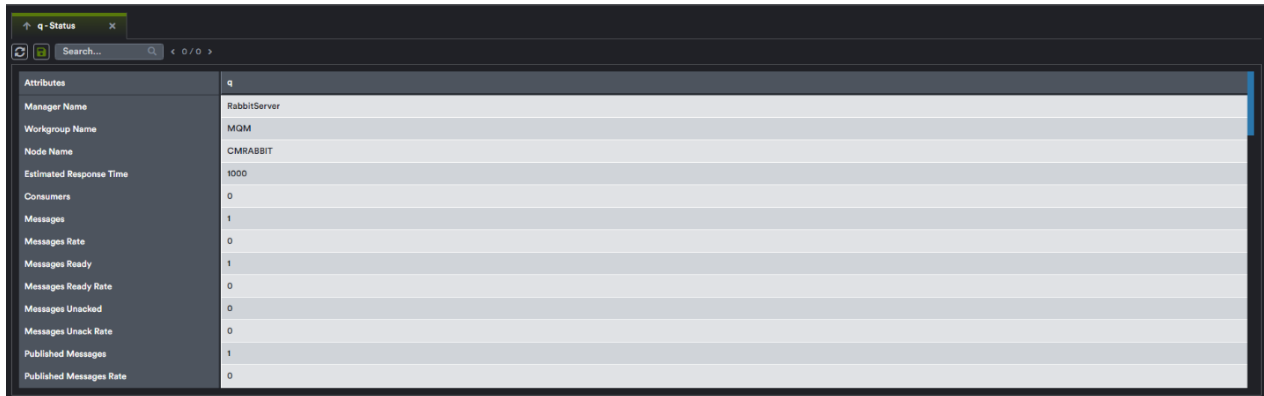 q - Status
Search... < 0 / 0 >
Attributes q
Manager Name RabbitServer
Workgroup Name MQM
Node Name CMRABBIT
Estimated Response Time 1000
Consumers 0
Messages 1
Messages Rate 0
Messages Ready 1
Messages Ready Rate 0
Messages Unacked 0
Messages Unack Rate 0
Published Messages 1
Published Messages Rate 0